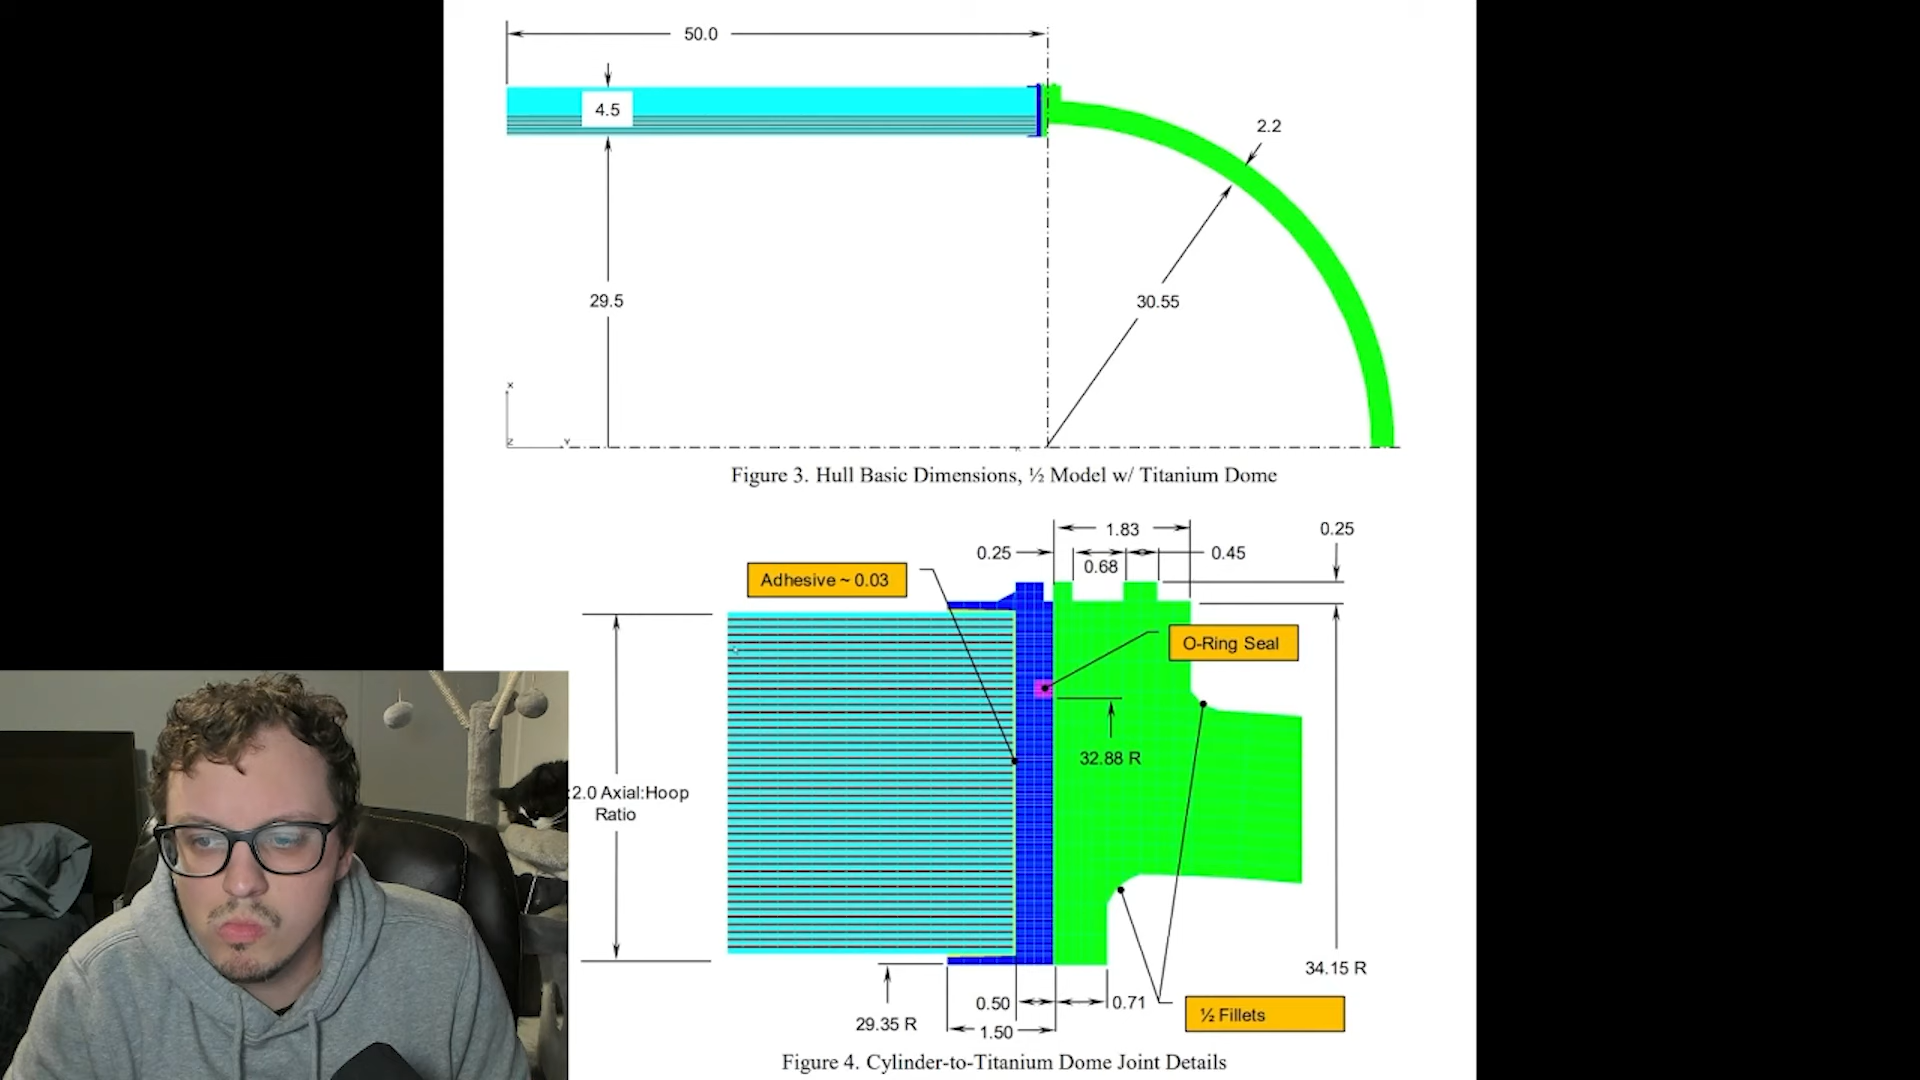 50.0
4.5
2.2
29.5
30.55
X
Z
Y
Figure 3. Hull Basic Dimensions, ½ Model w/ Titanium Dome
1.83
0.25
0.25
0.45
0.68
Adhesive ~ 0.03
O-Ring Seal
32.88 R
:2.0 Axial:Hoop
Ratio
34.15 R
0.50
0.71
½ Fillets
29.35 R
1.50
Figure 4. Cylinder-to-Titanium Dome Joint Details